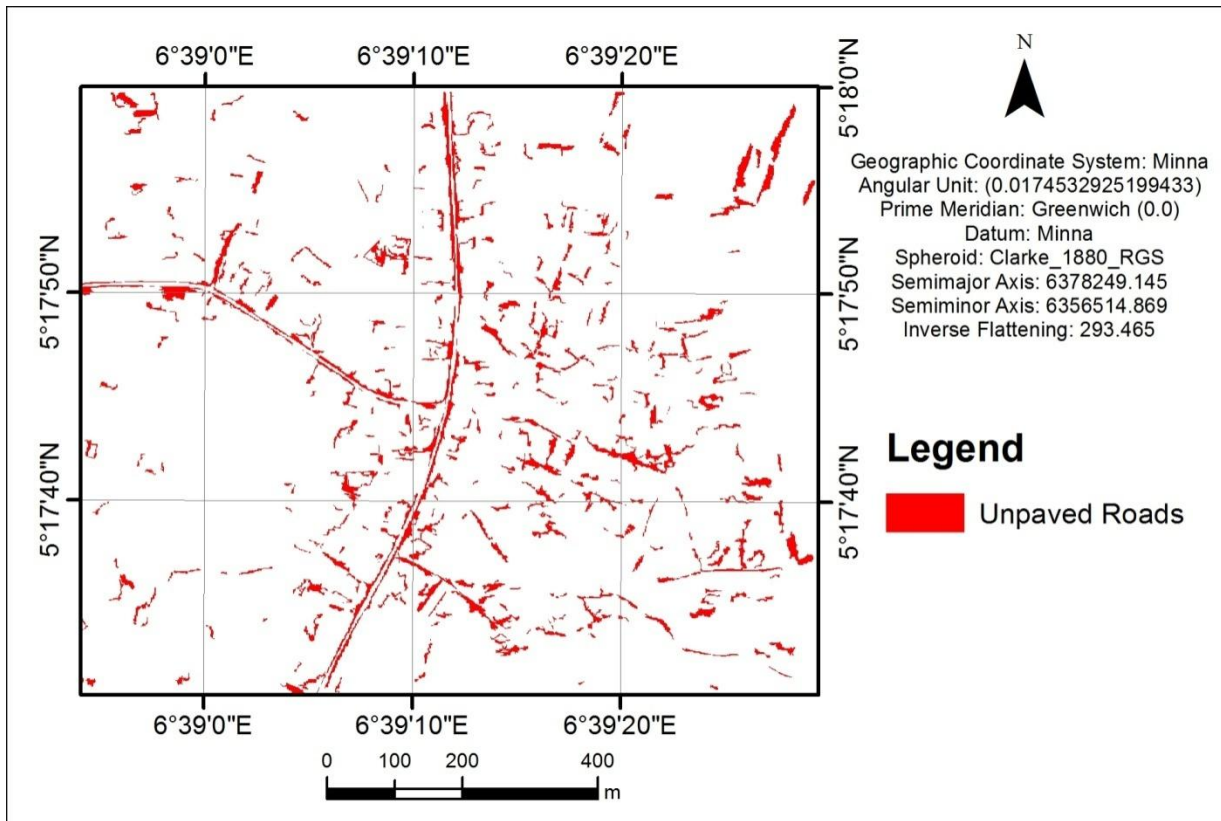 6°39'0"E 6°39'10"E 6°39'20"E
N
5°18'0"N
5°17'50"N
5°17'40"N
5°17'50"N
5°17'40"N
Geographic Coordinate System: Minna
Angular Unit: (0.0174532925199433)
Prime Meridian: Greenwich (0.0)
Datum: Minna
Spheroid: Clarke_1880_RGS
Semimajor Axis: 6378249.145
Semiminor Axis: 6356514.869
Inverse Flattening: 293.465
Legend
Unpaved Roads
6°39'0"E 6°39'10"E 6°39'20"E
0 100 200 400
m